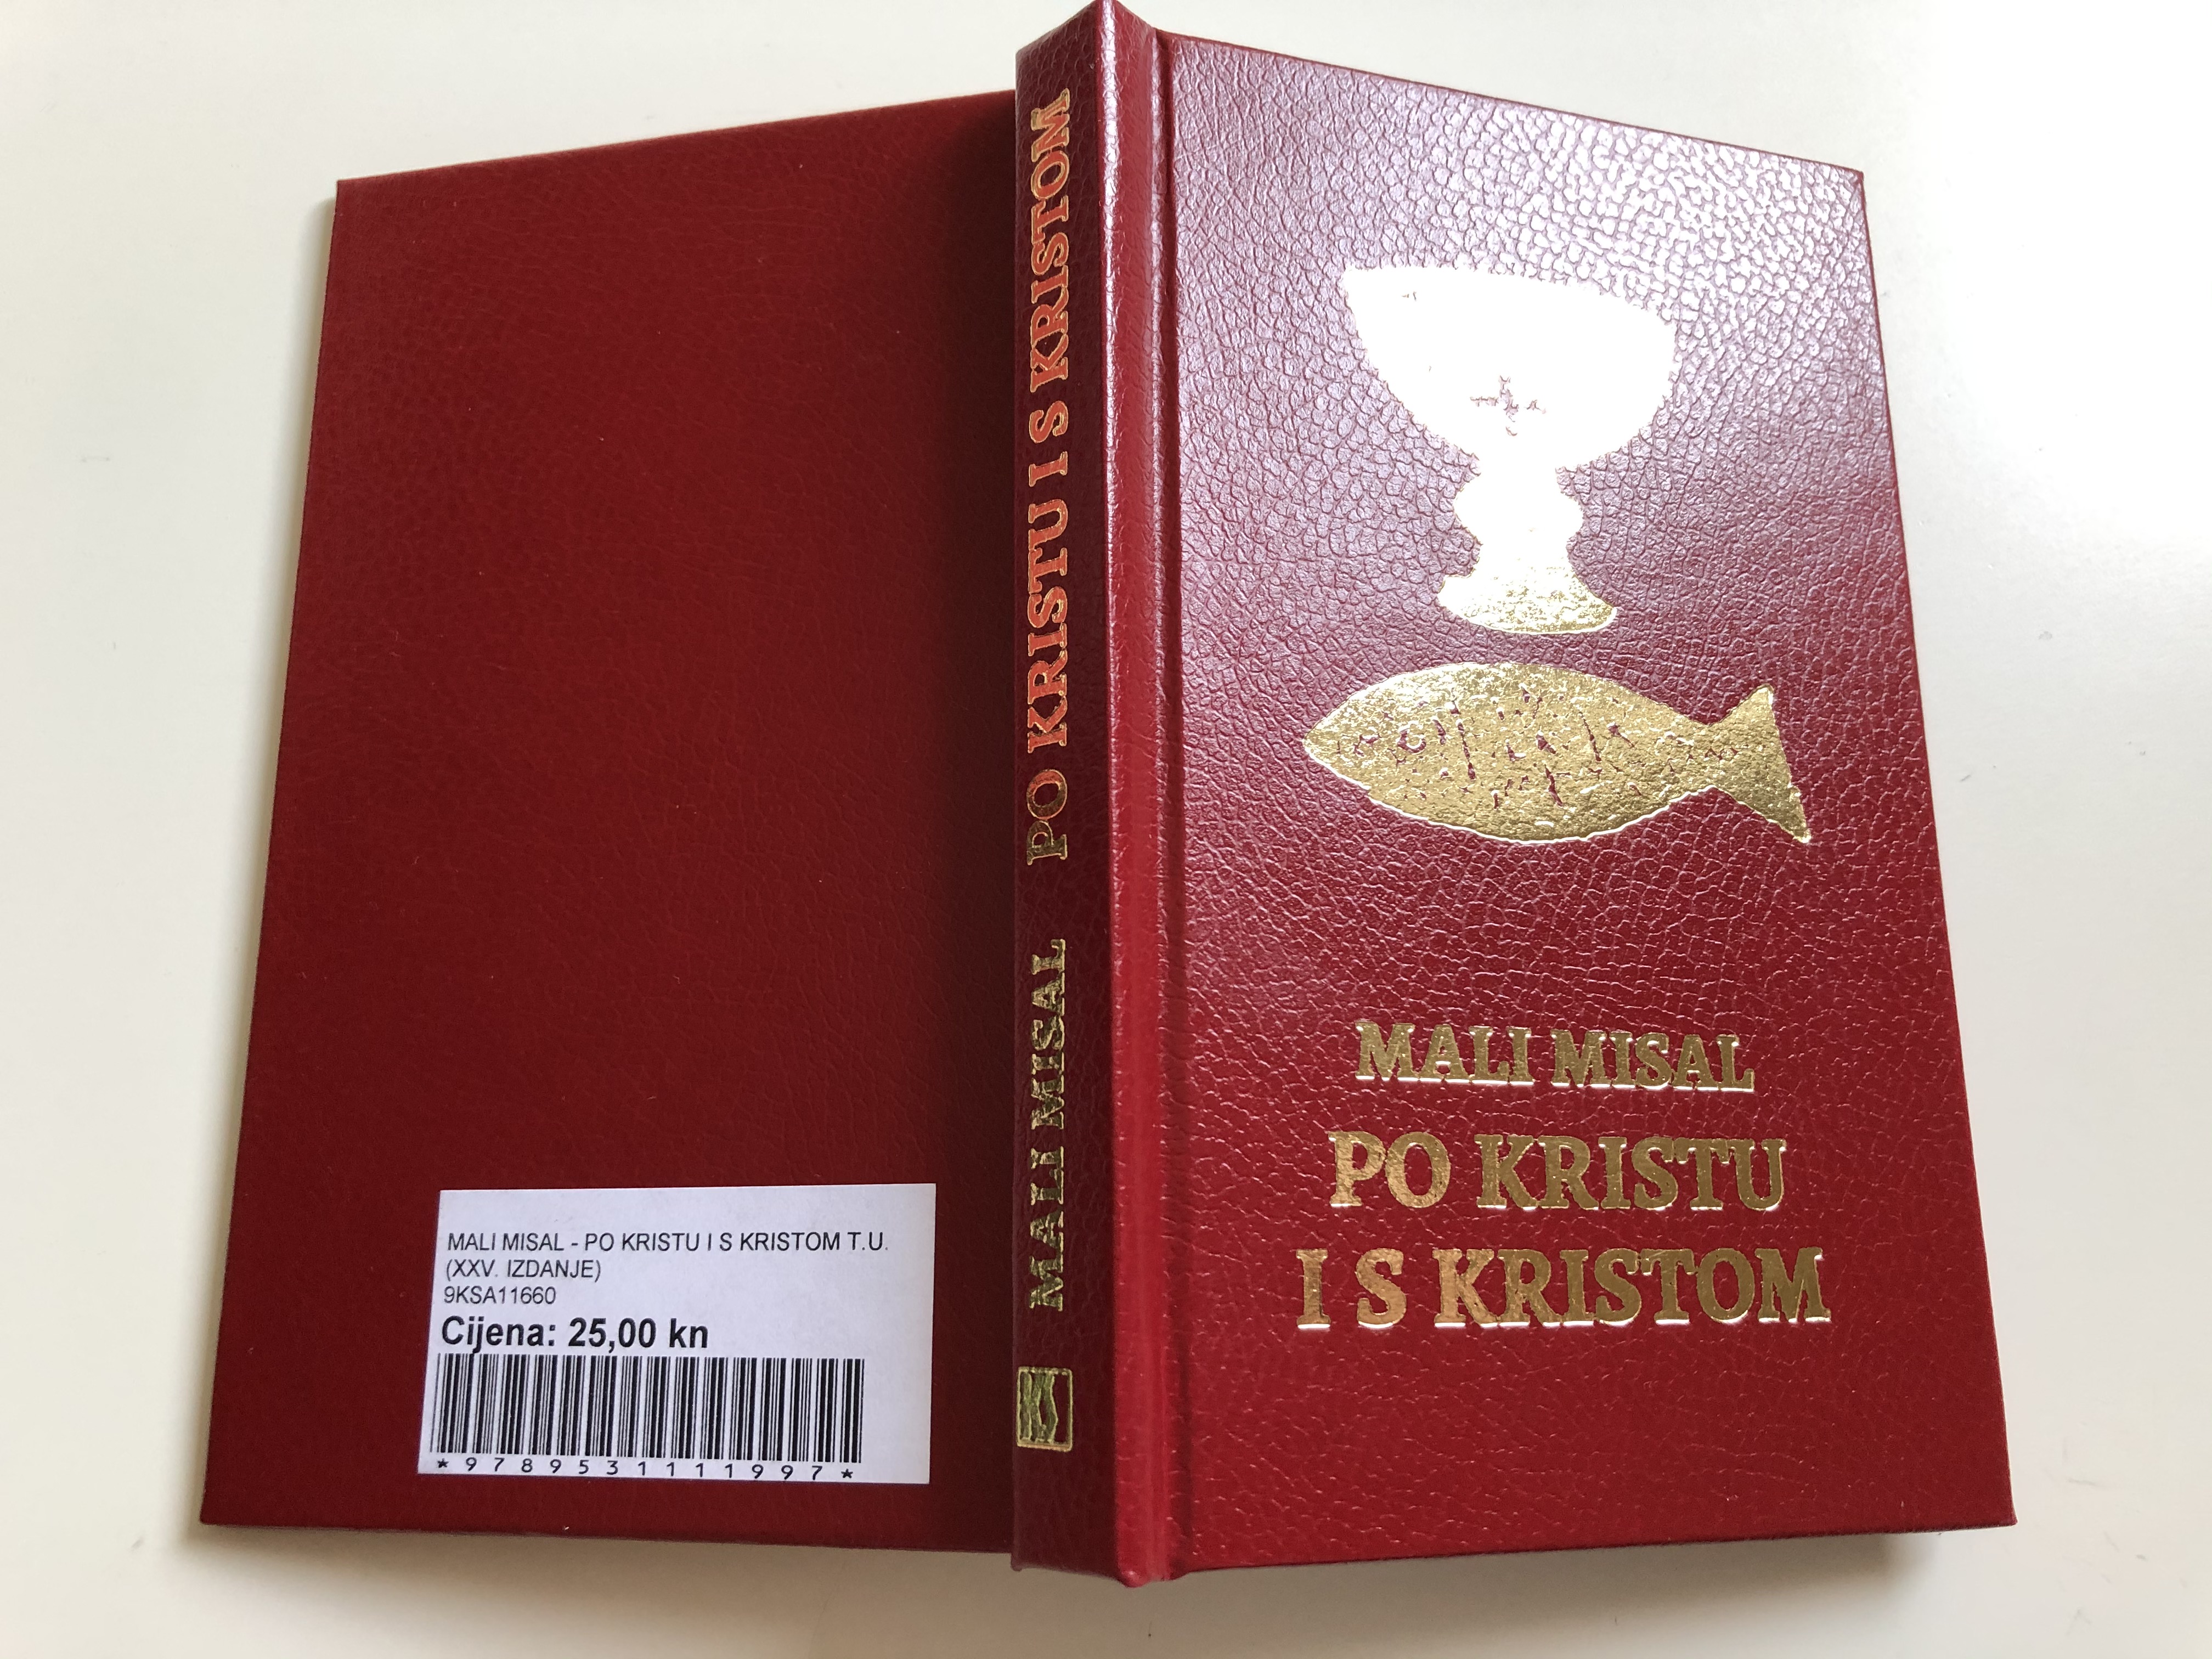 MALI MISAL
PO KRISTU
I S KRISTOM
MALI MISAL PO KRISTU I S KRISTOM
KS
MALI MISAL - PO KRISTU I S KRISTOM T.U.
(XXV. IZDANJE)
9KSA11660
Cijena: 25,00 kn
*9789531111997*